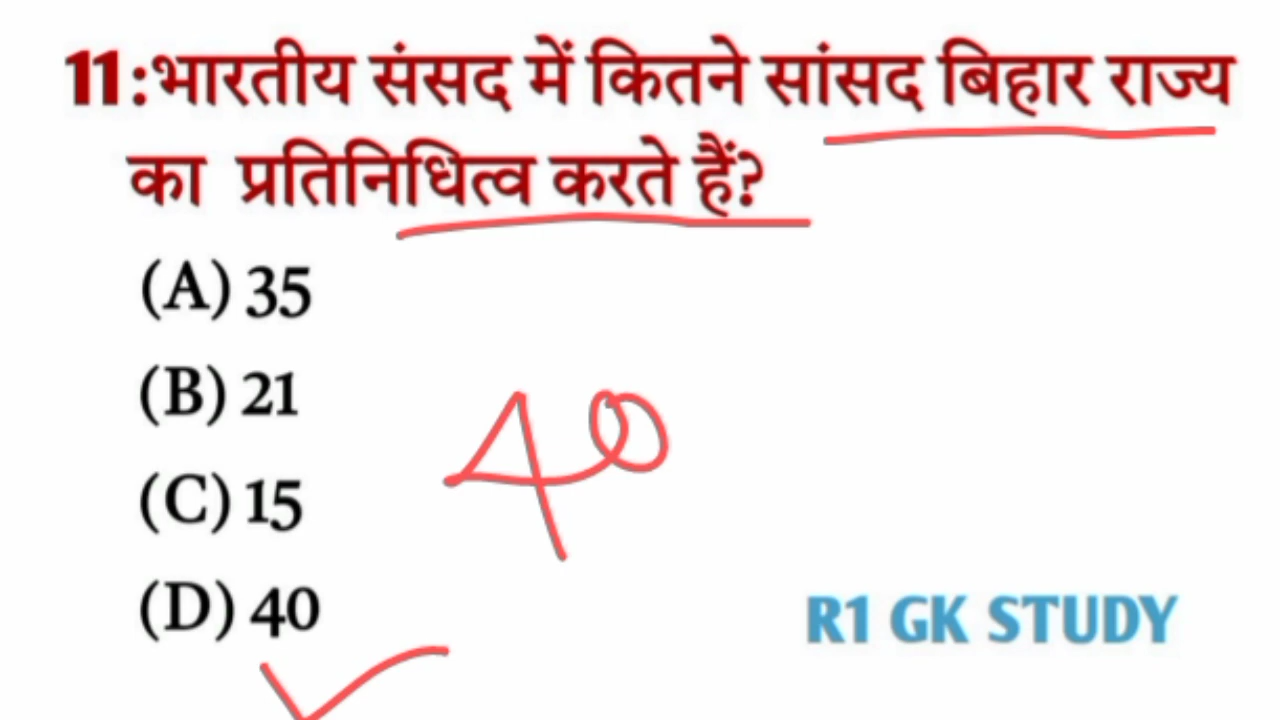 11:भारतीय संसद में कितने सांसद बिहार राज्य
का प्रतिनिधित्व करते हैं?
(A) 35
(B) 21
(C) 15
(D) 40
40
R1 GK STUDY